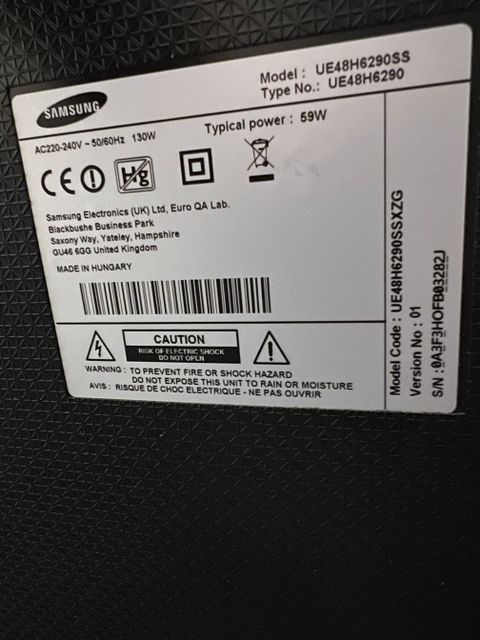 SAMSUNG
Model : UE48H6290SS
Type No.: UE48H6290
AC220-240V ~ 50/60Hz 130W
Typical power : 59W
CE
Hg
Samsung Electronics (UK) Ltd, Euro QA Lab.
Blackbushe Business Park
Saxony Way, Yateley, Hampshire
GU46 6GG United Kingdom
MADE IN HUNGARY
CAUTION
RISK OF ELECTRIC SHOCK
DO NOT OPEN
WARNING : TO PREVENT FIRE OR SHOCK HAZARD
DO NOT EXPOSE THIS UNIT TO RAIN OR MOISTURE
AVIS : RISQUE DE CHOC ELECTRIQUE - NE PAS OUVRIR
Model Code : UE48H6290SSXZG
Version No : 01
S/N : 0A3F3HOFB03282J